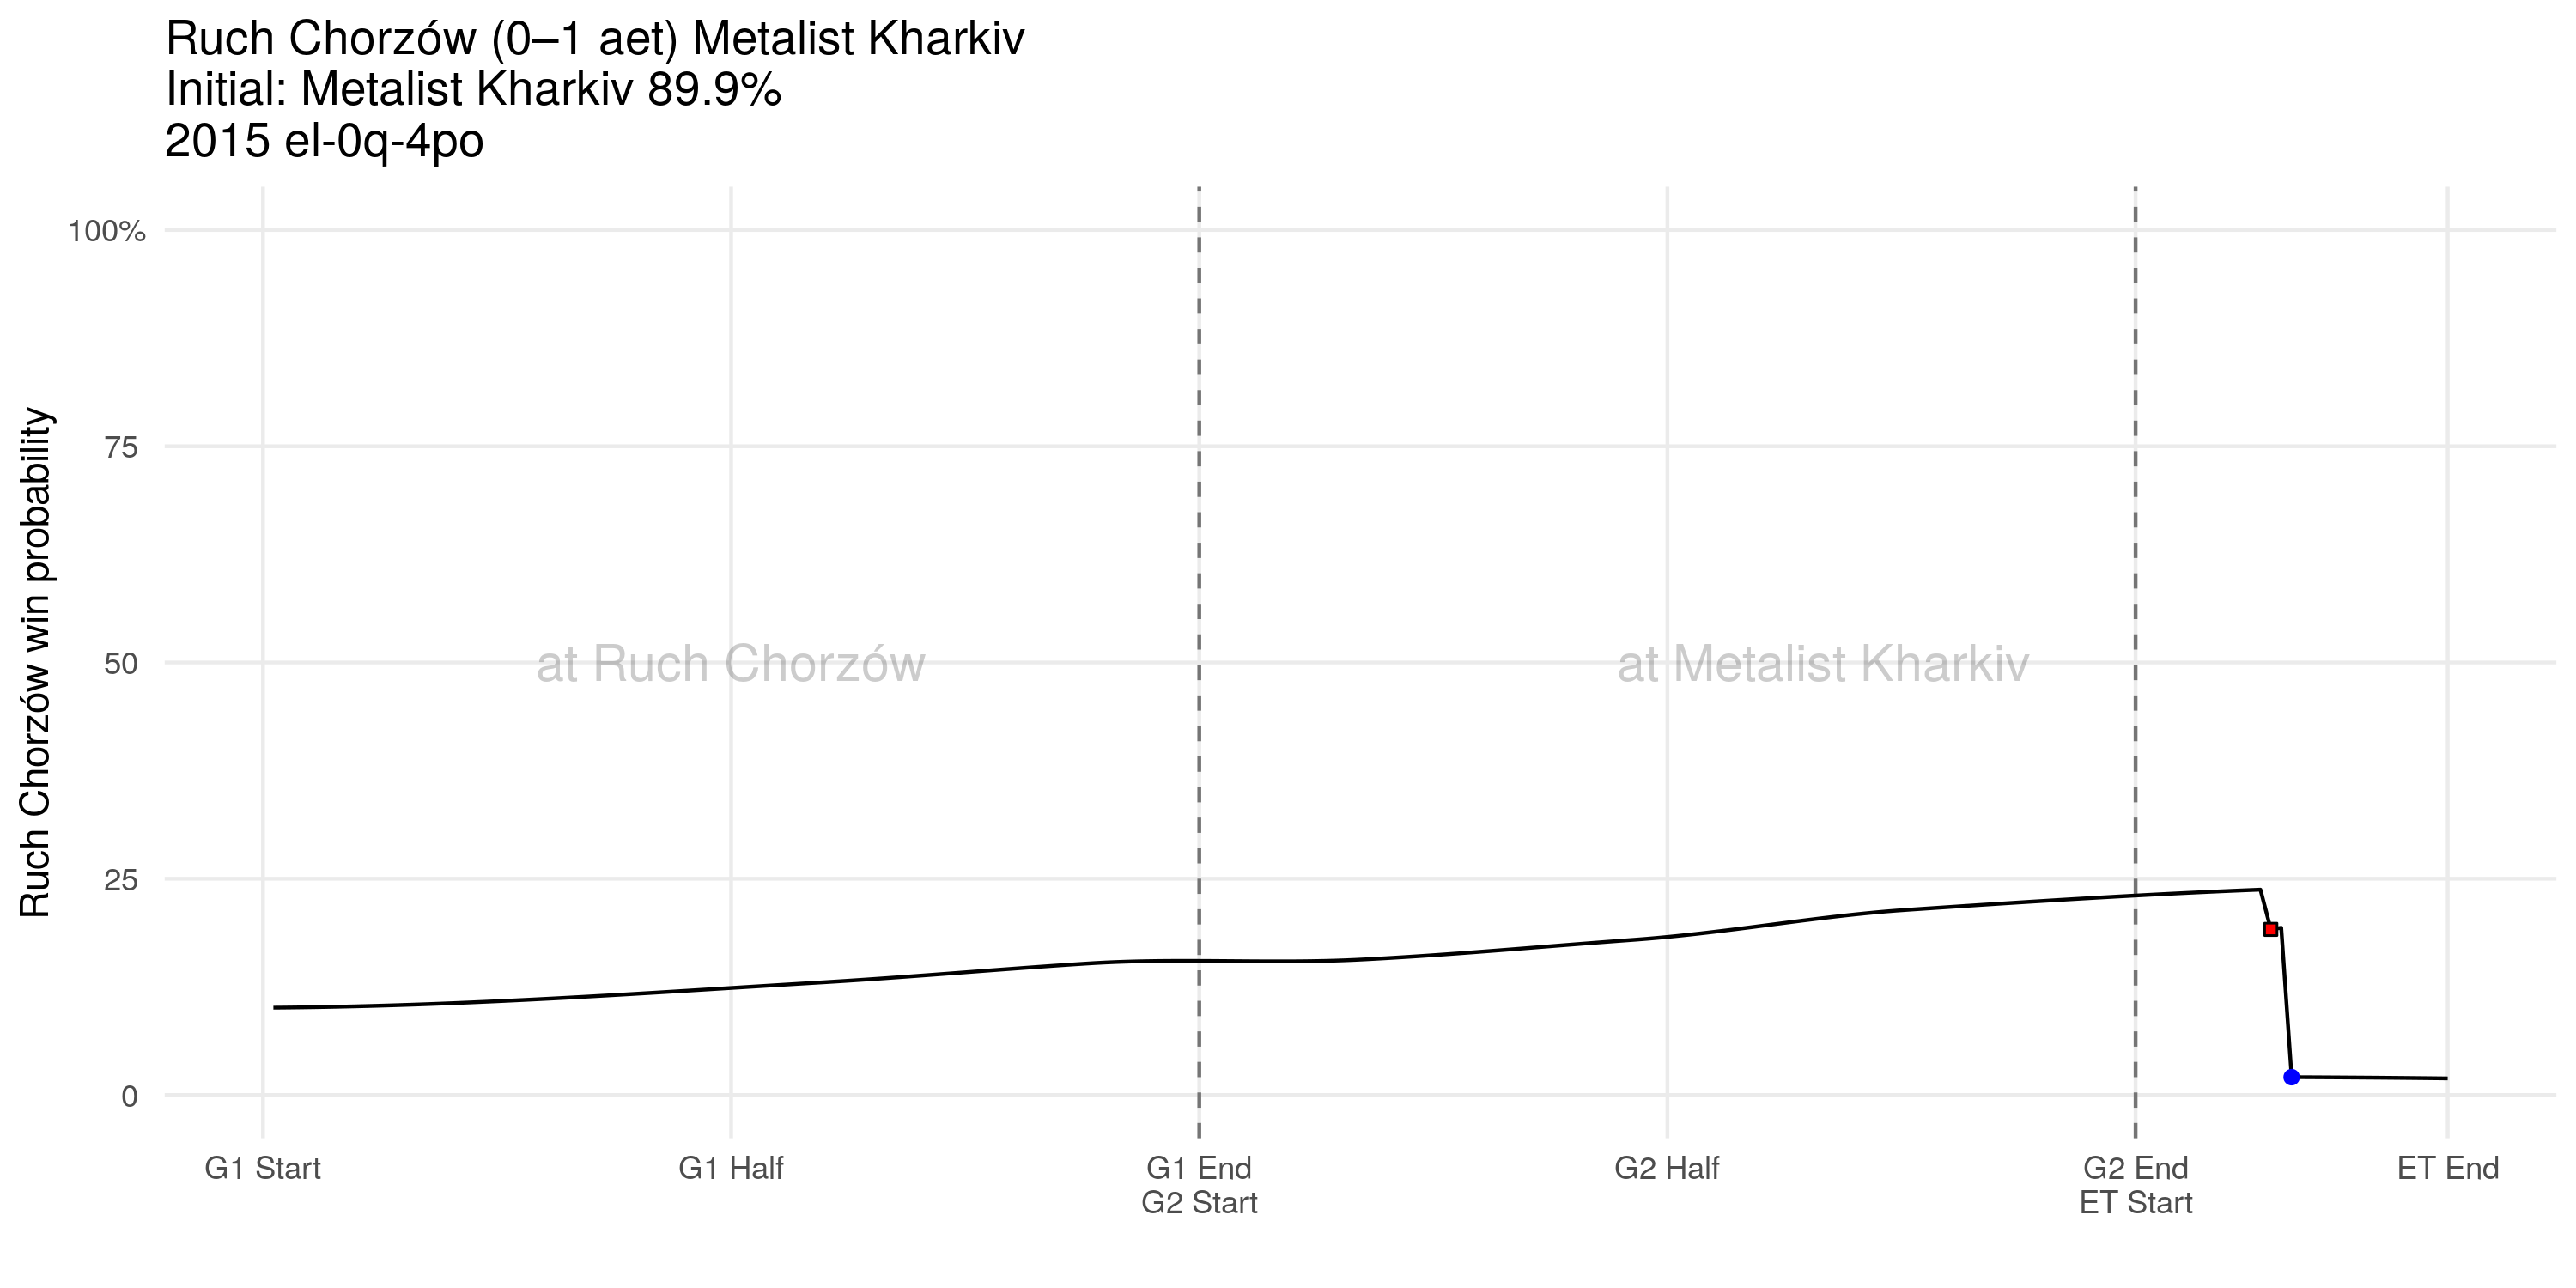 Ruch Chorzów (0–1 aet) Metalist Kharkiv
Initial: Metalist Kharkiv 89.9%
2015 el-0q-4po
Ruch Chorzów win probability
100%
75
50
25
0
at Ruch Chorzów
at Metalist Kharkiv
G1 Start
G1 Half
G1 End
G2 Start
G2 Half
G2 End
ET Start
ET End